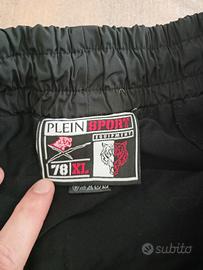 PLEIN SPORT
EQUIPMENT
78 XL
subito